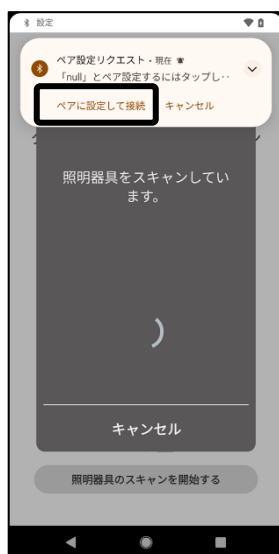 設定
ペア設定リクエスト・現在
「null」とペア設定するにはタップし‥
ペアに設定して接続 キャンセル
照明器具をスキャンしてい
ます。
キャンセル
照明器具のスキャンを開始する